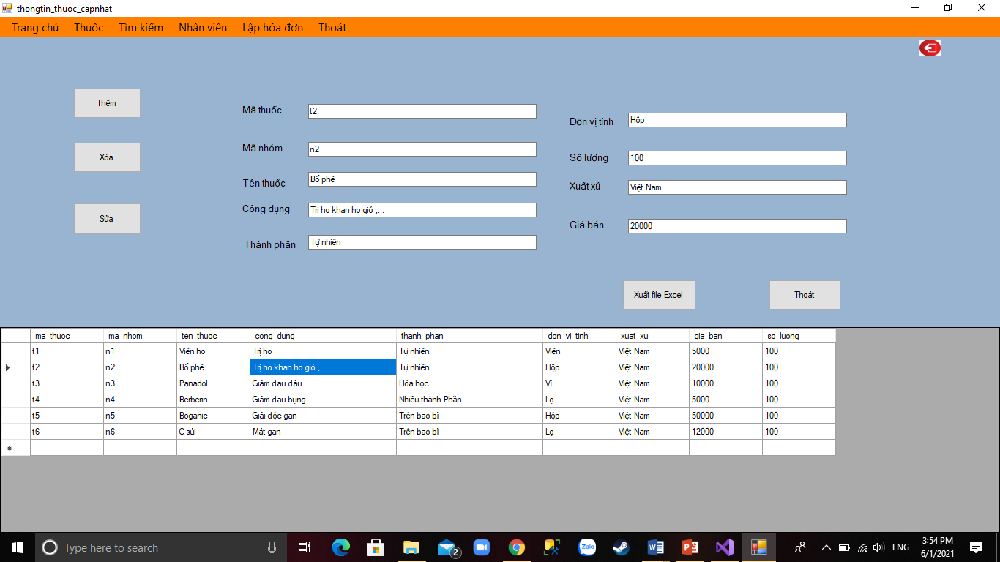 thongtin_thuoc_capnhat
Trang chủ Thuốc Tìm kiếm Nhân viên Lập hóa đơn Thoát
Thêm
Xóa
Sửa
Mã thuốc t2
Mã nhóm n2
Tên thuốc Bổ phế
Công dụng Trị ho khan ho gió ,...
Thành phần Tự nhiên
Đơn vị tính Hộp
Số lượng 100
Xuất xứ Việt Nam
Giá bán 20000
Xuất file Excel Thoát
ma_thuoc ma_nhom ten_thuoc cong_dung thanh_phan don_vi_tinh xuat_xu gia_ban so_luong
t1 n1 Viên ho Trị ho Tự nhiên Viên Việt Nam 5000 100
t2 n2 Bổ phế Trị ho khan ho gió ,... Tự nhiên Hộp Việt Nam 20000 100
t3 n3 Panadol Giảm đau đầu Hóa học Vĩ Việt Nam 10000 100
t4 n4 Berberin Giảm đau bụng Nhiều thành Phần Lọ Việt Nam 5000 100
t5 n5 Boganic Giải độc gan Trên bao bì Hộp Việt Nam 50000 100
t6 n6 C sủi Mát gan Trên bao bì Lọ Việt Nam 12000 100
Type here to search
2
Zalo
ENG
3:54 PM
6/1/2021